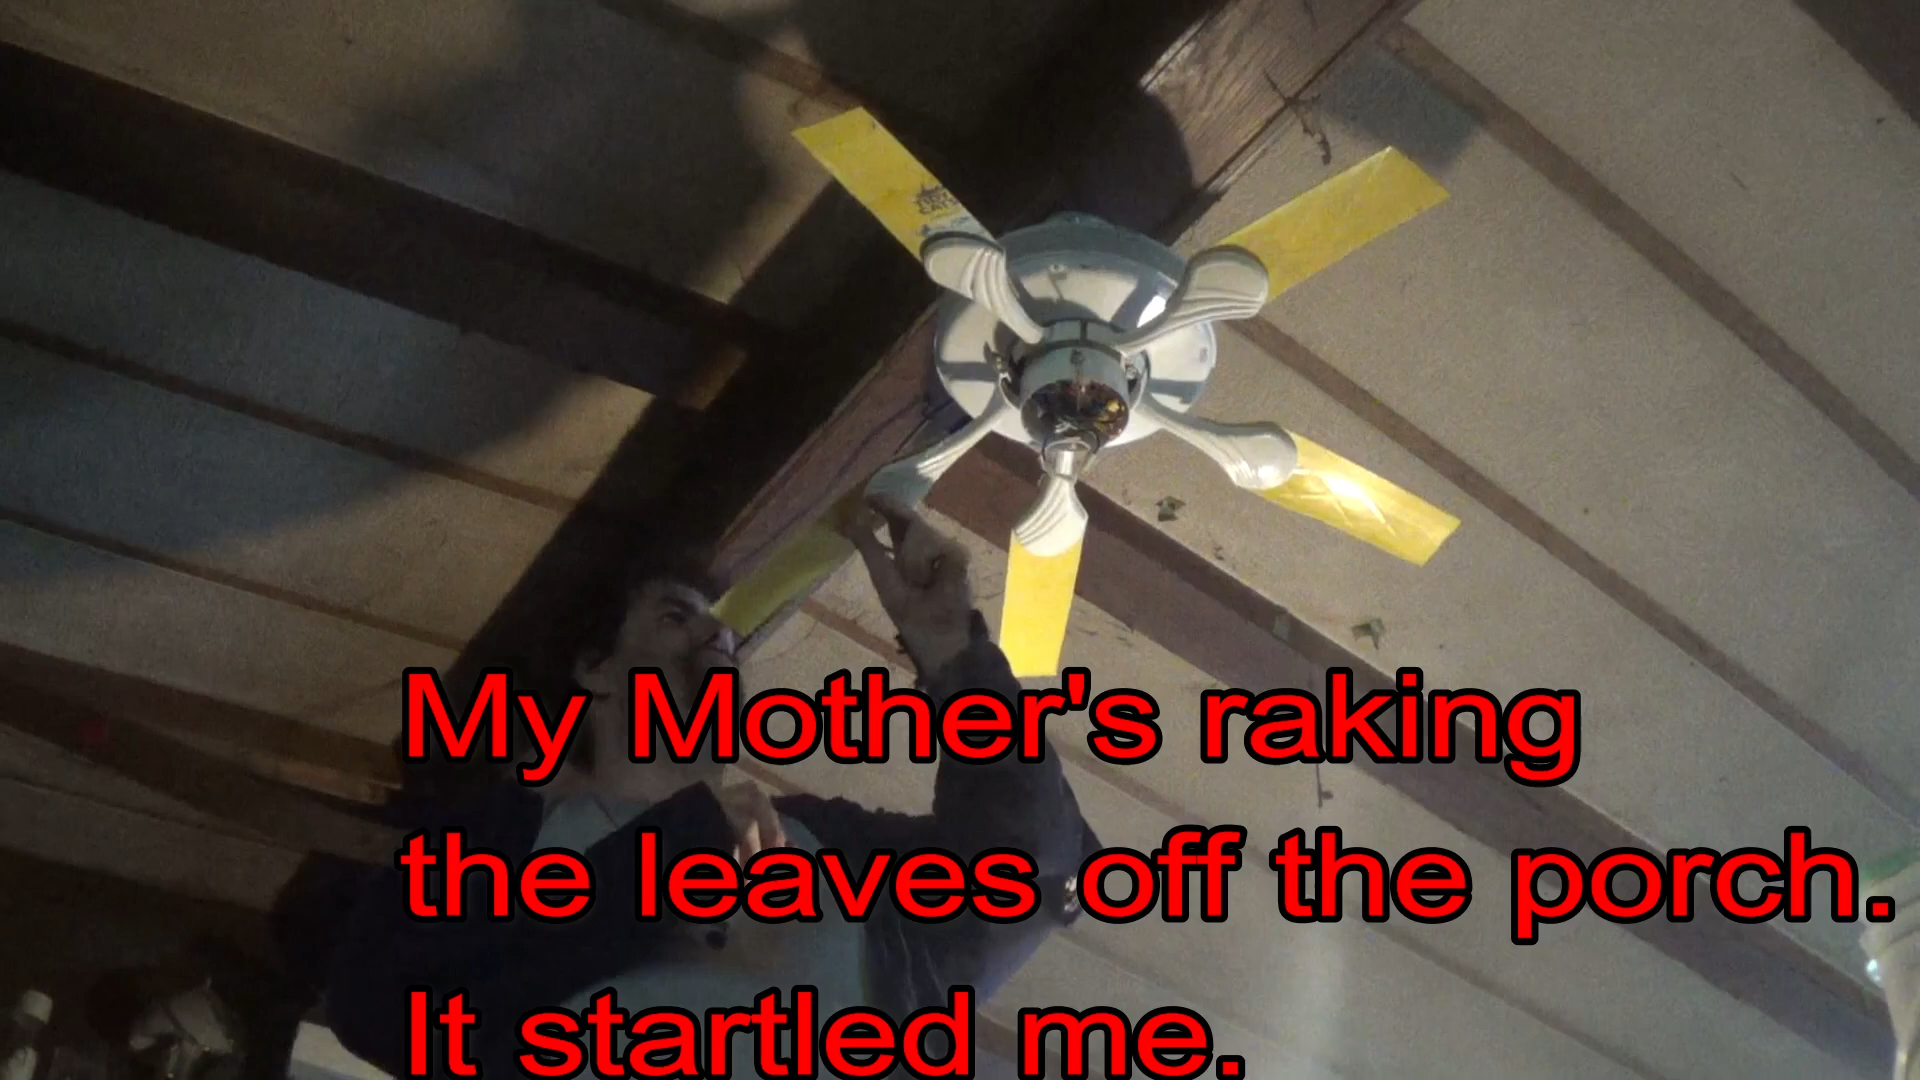 My Mother's raking
the leaves off the porch.
It startled me.